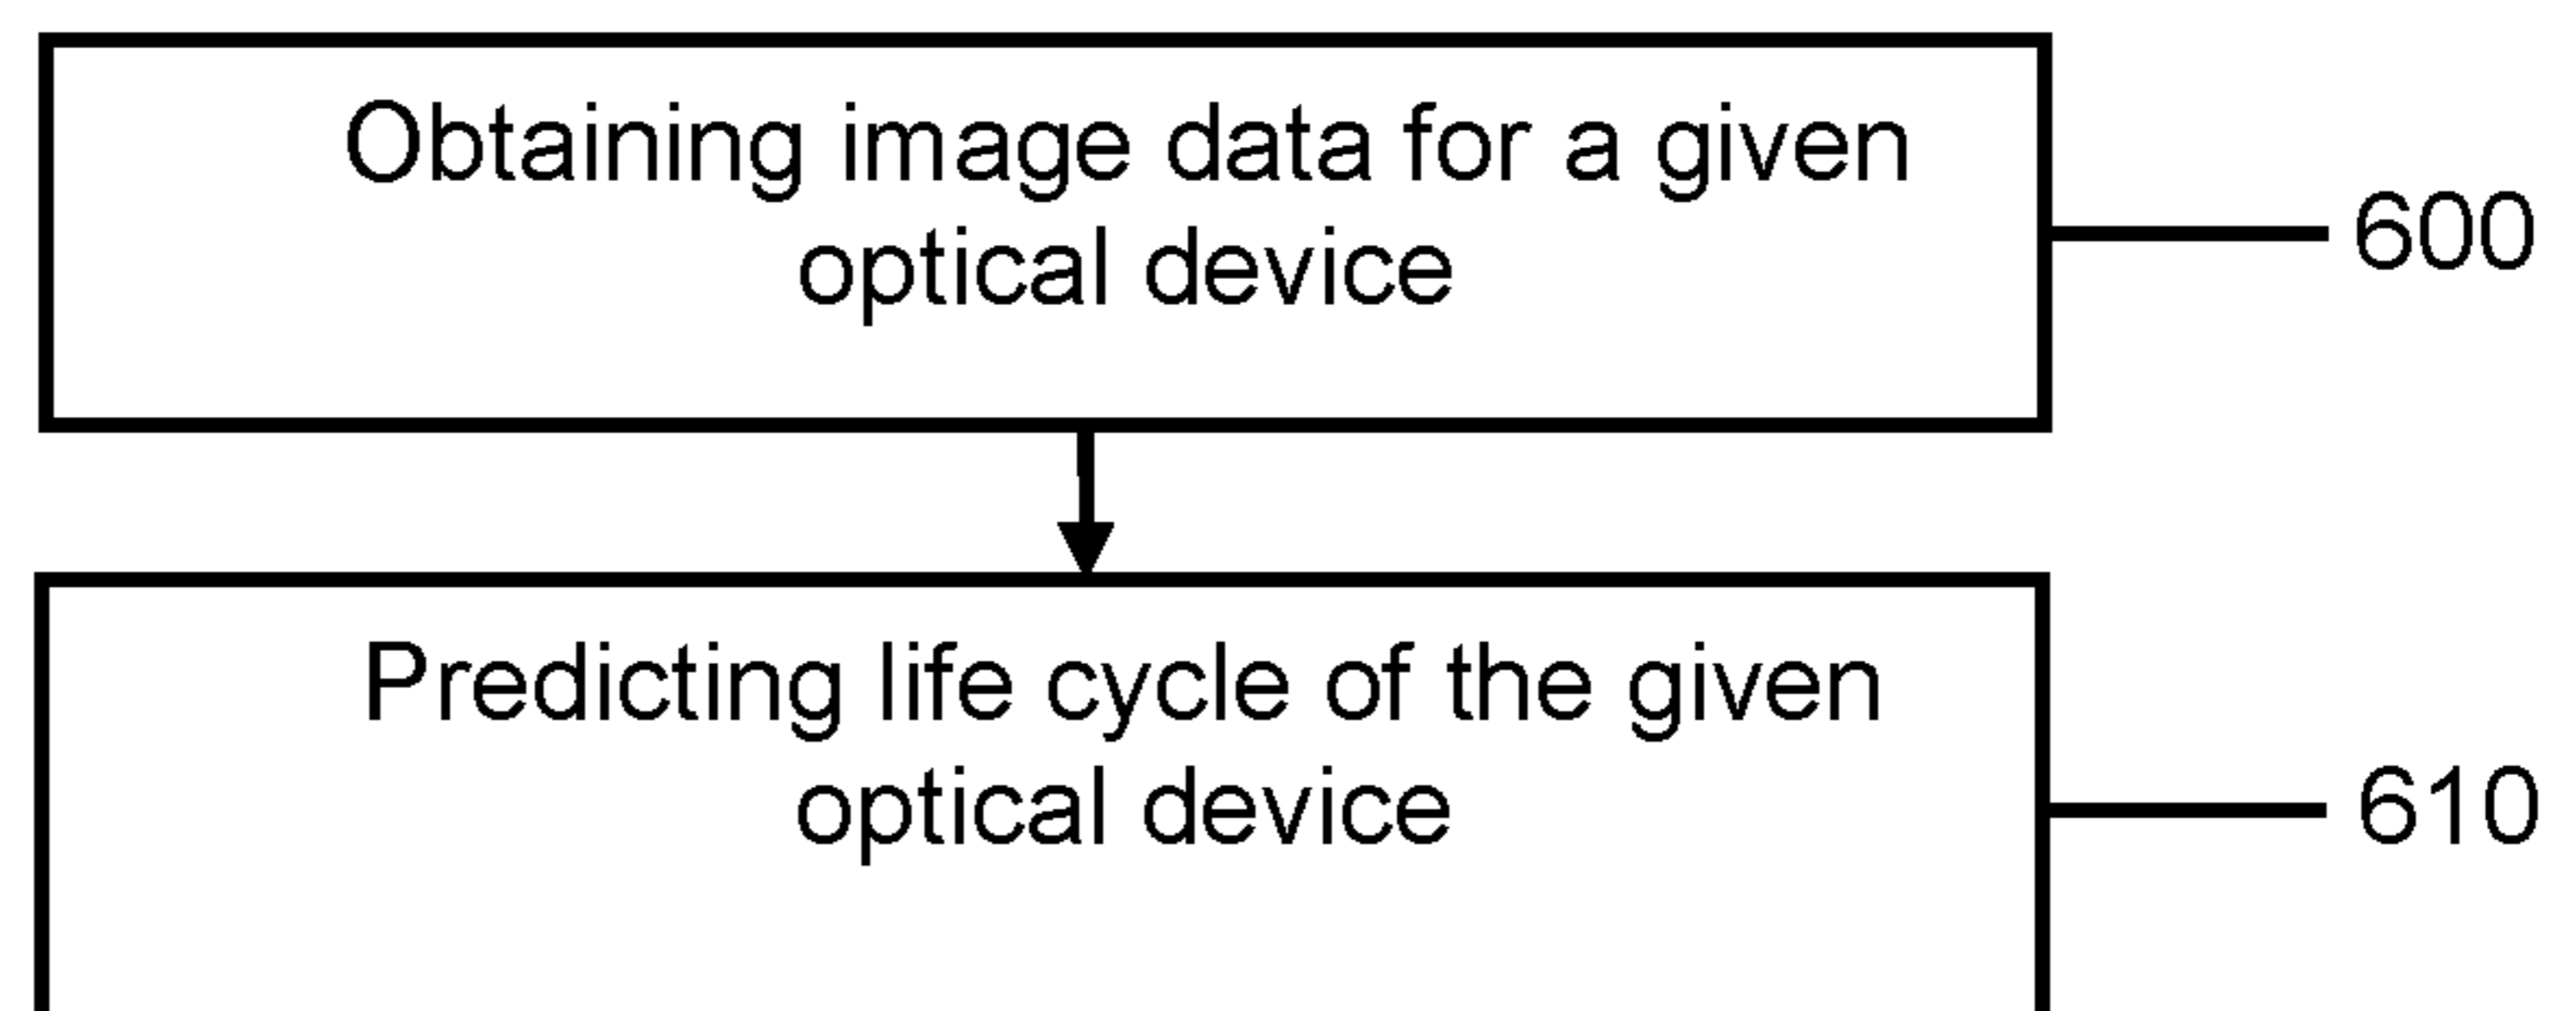 Obtaining image data for a given
optical device
600
Predicting life cycle of the given
optical device
610